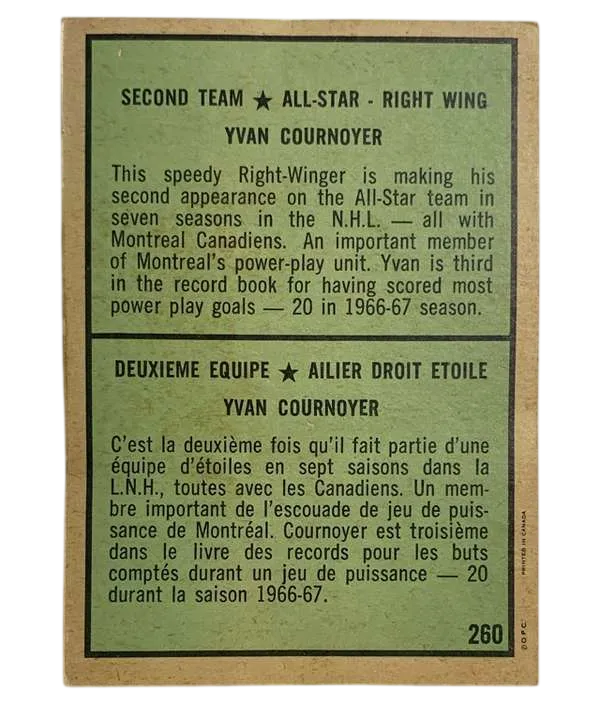 SECOND TEAM ★ ALL-STAR - RIGHT WING
YVAN COURNOYER
This speedy Right-Winger is making his
second appearance on the All-Star team in
seven seasons in the N.H.L. — all with
Montreal Canadiens. An important member
of Montreal's power-play unit. Yvan is third
in the record book for having scored most
power play goals — 20 in 1966-67 season.
DEUXIEME EQUIPE ★ AILIER DROIT ETOILE
YVAN COURNOYER
C'est la deuxième fois qu'il fait partie d'une
équipe d'étoiles en sept saisons dans la
L.N.H., toutes avec les Canadiens. Un mem-
bre important de l'escouade de jeu de puis-
sance de Montréal. Cournoyer est troisième
dans le livre des records pour les buts
comptés durant un jeu de puissance — 20
durant la saison 1966-67.
260
© O.P.C. PRINTED IN CANADA